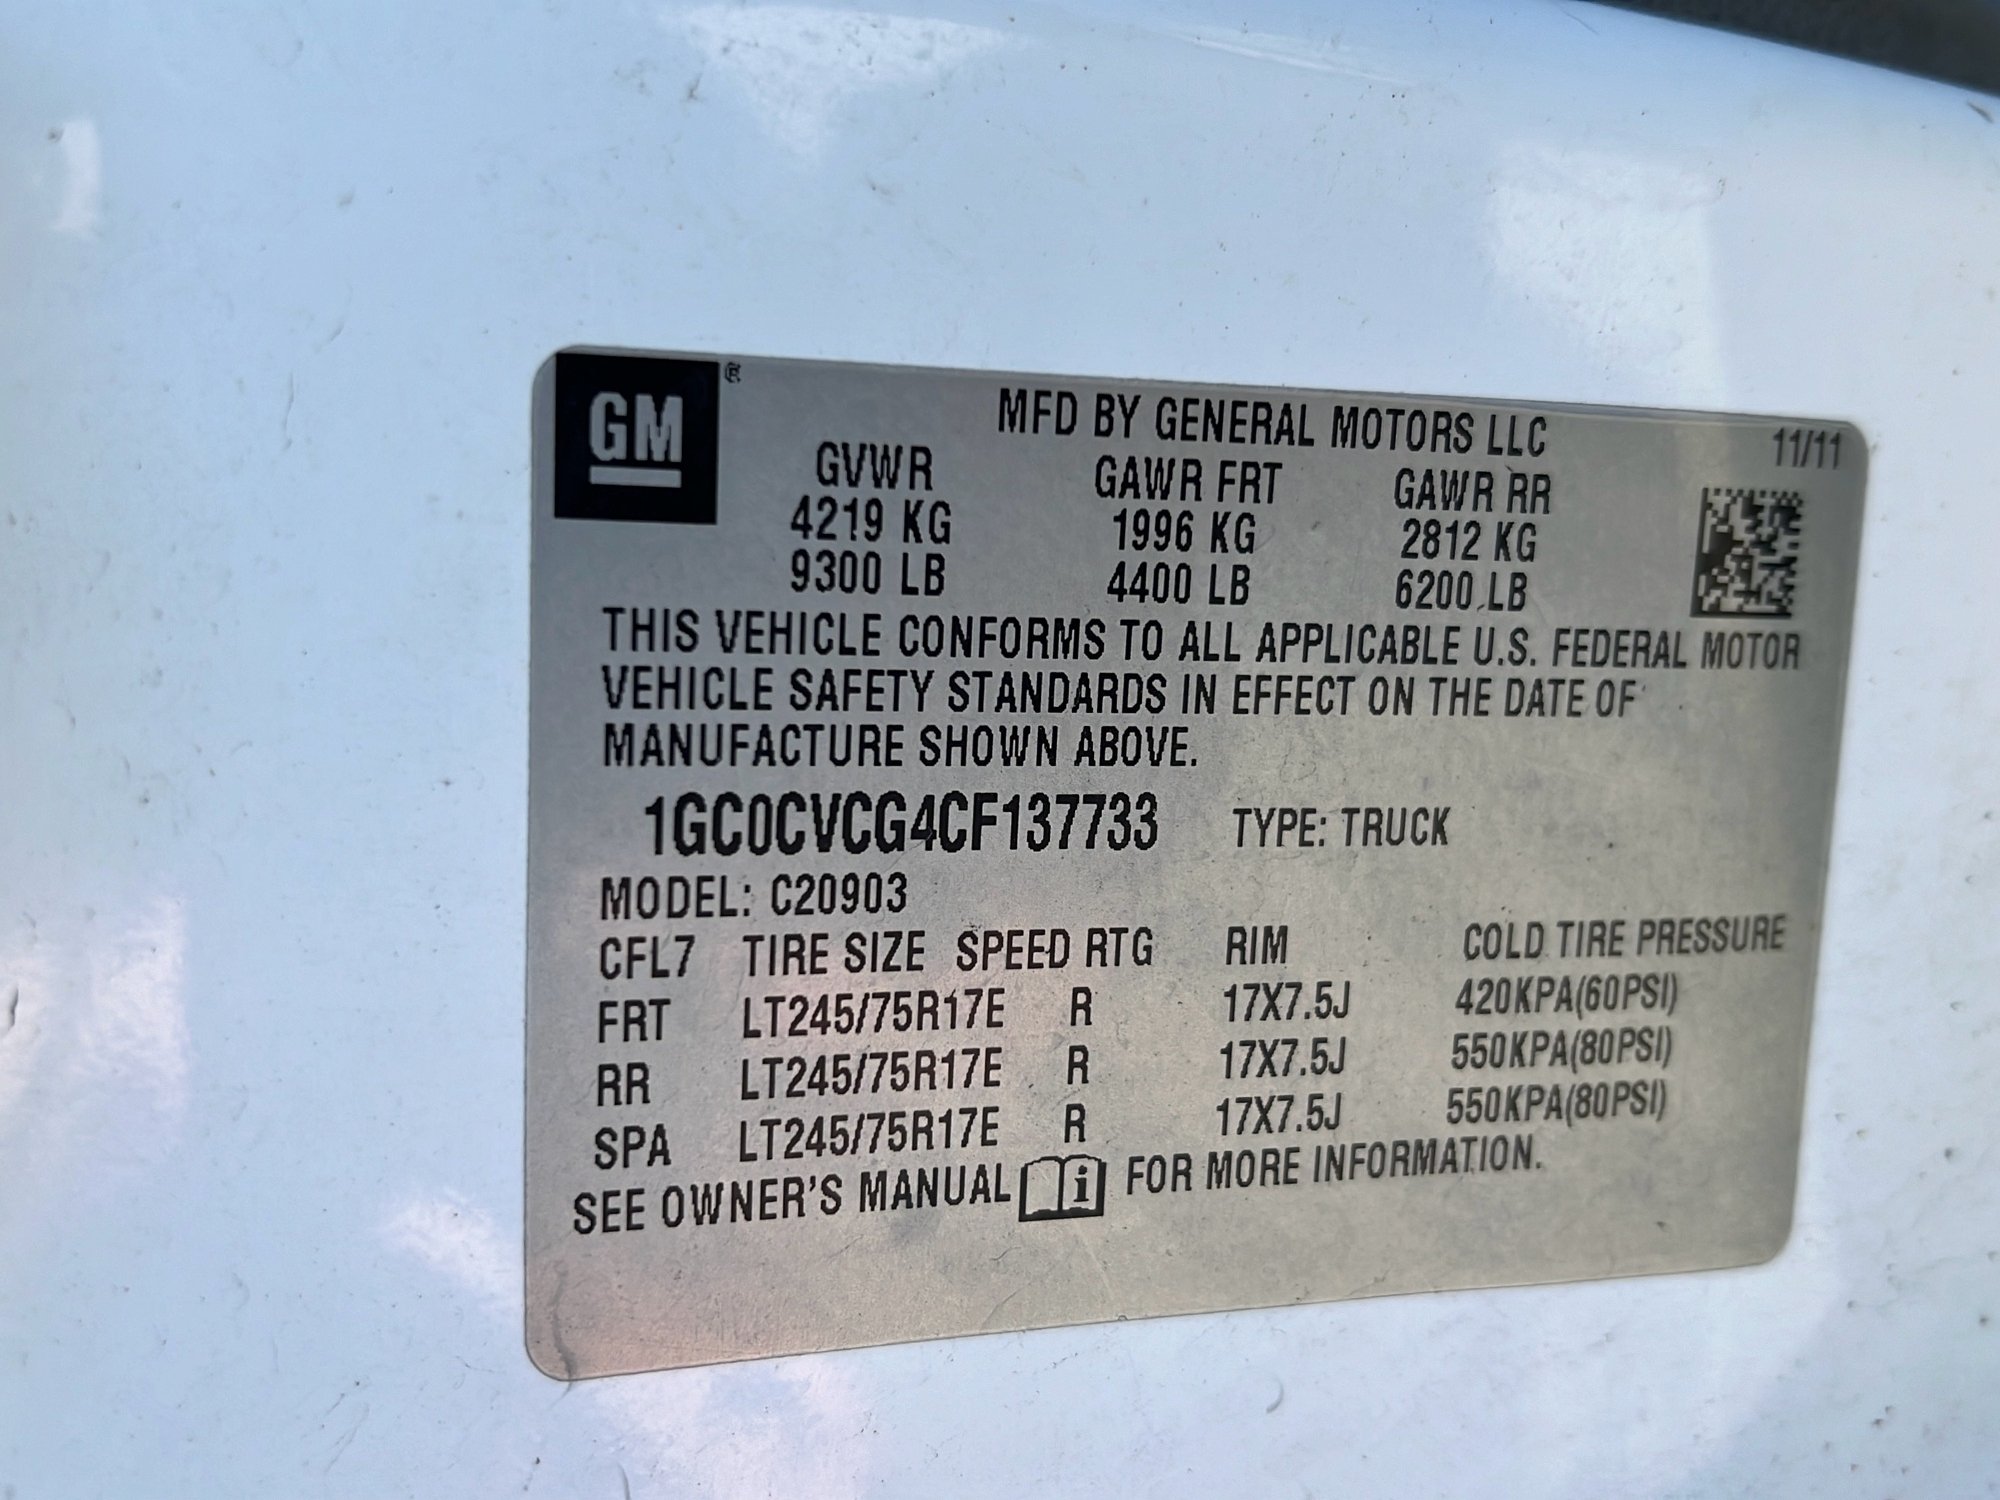 GM®
MFD BY GENERAL MOTORS LLC 11/11
GVWR GAWR FRT GAWR RR
4219 KG 1996 KG 2812 KG
9300 LB 4400 LB 6200 LB
THIS VEHICLE CONFORMS TO ALL APPLICABLE U.S. FEDERAL MOTOR
VEHICLE SAFETY STANDARDS IN EFFECT ON THE DATE OF
MANUFACTURE SHOWN ABOVE.
1GC0CVCG4CF137733 TYPE: TRUCK
MODEL: C20903
CFL7 TIRE SIZE SPEED RTG RIM COLD TIRE PRESSURE
FRT LT245/75R17E R 17X7.5J 420KPA(60PSI)
RR LT245/75R17E R 17X7.5J 550KPA(80PSI)
SPA LT245/75R17E R 17X7.5J 550KPA(80PSI)
SEE OWNER'S MANUAL i FOR MORE INFORMATION.